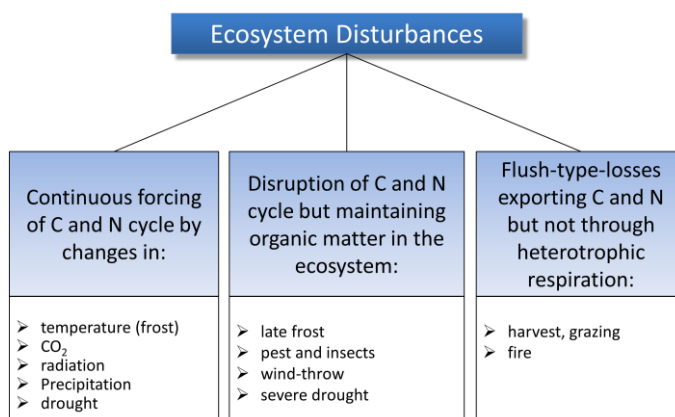 Ecosystem Disturbances
Continuous forcing
of C and N cycle by
changes in:
➢ temperature (frost)
➢ CO₂
➢ radiation
➢ Precipitation
➢ drought
Disruption of C and N
cycle but maintaining
organic matter in the
ecosystem:
➢ late frost
➢ pest and insects
➢ wind-throw
➢ severe drought
Flush-type-losses
exporting C and N
but not through
heterotrophic
respiration:
➢ harvest, grazing
➢ fire